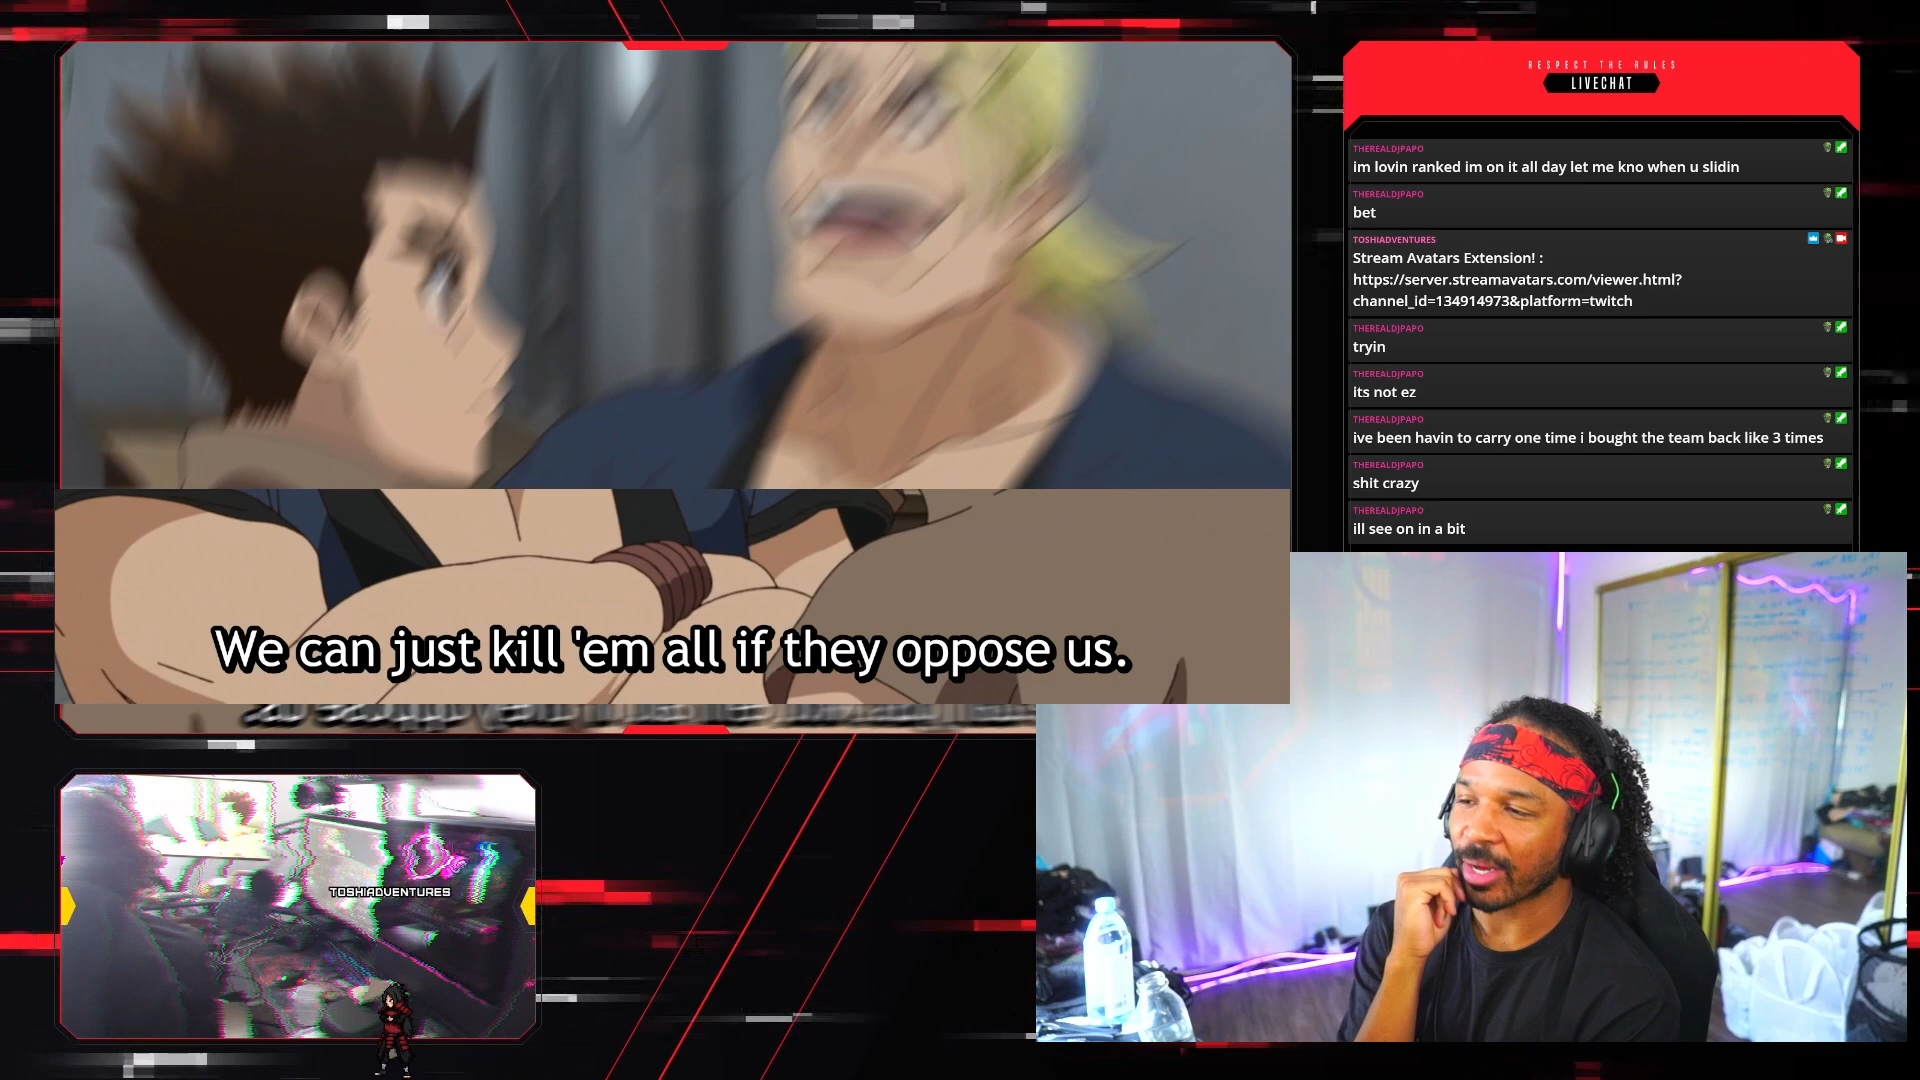 RESPECT THE RULES
LIVECHAT
THEREALDJPAPO
im lovin ranked im on it all day let me kno when u slidin
THEREALDJPAPO
bet
TOSHIADVENTURES
Stream Avatars Extension! :
https://server.streamavatars.com/viewer.html?
channel_id=134914973&platform=twitch
THEREALDJPAPO
tryin
THEREALDJPAPO
its not ez
THEREALDJPAPO
ive been havin to carry one time i bought the team back like 3 times
THEREALDJPAPO
shit crazy
THEREALDJPAPO
ill see on in a bit
We can just kill 'em all if they oppose us.
TOSHIADVENTURES